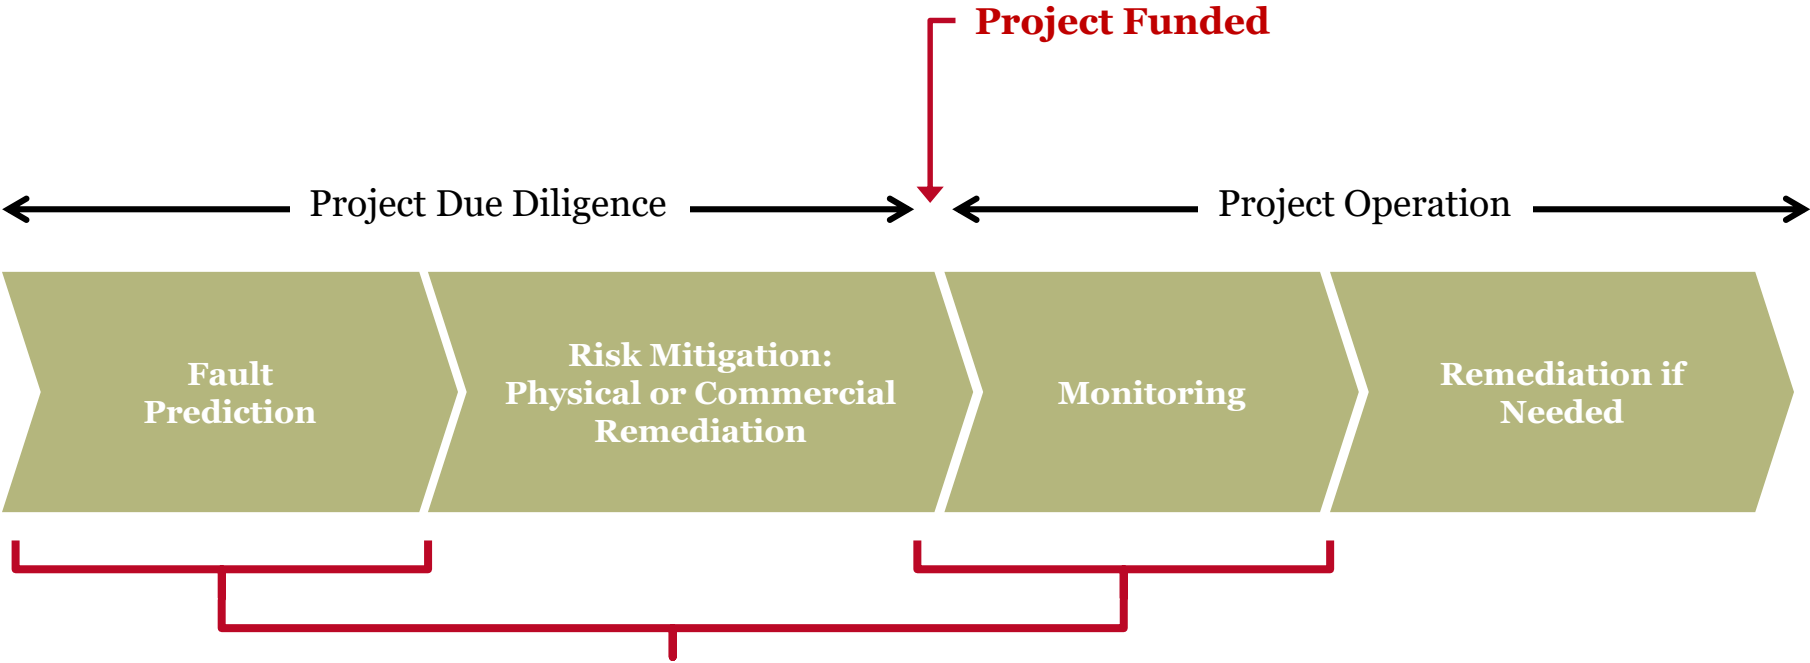 Project Funded
Project Due Diligence
Project Operation
Fault
Prediction
Risk Mitigation:
Physical or Commercial
Remediation
Monitoring
Remediation if
Needed